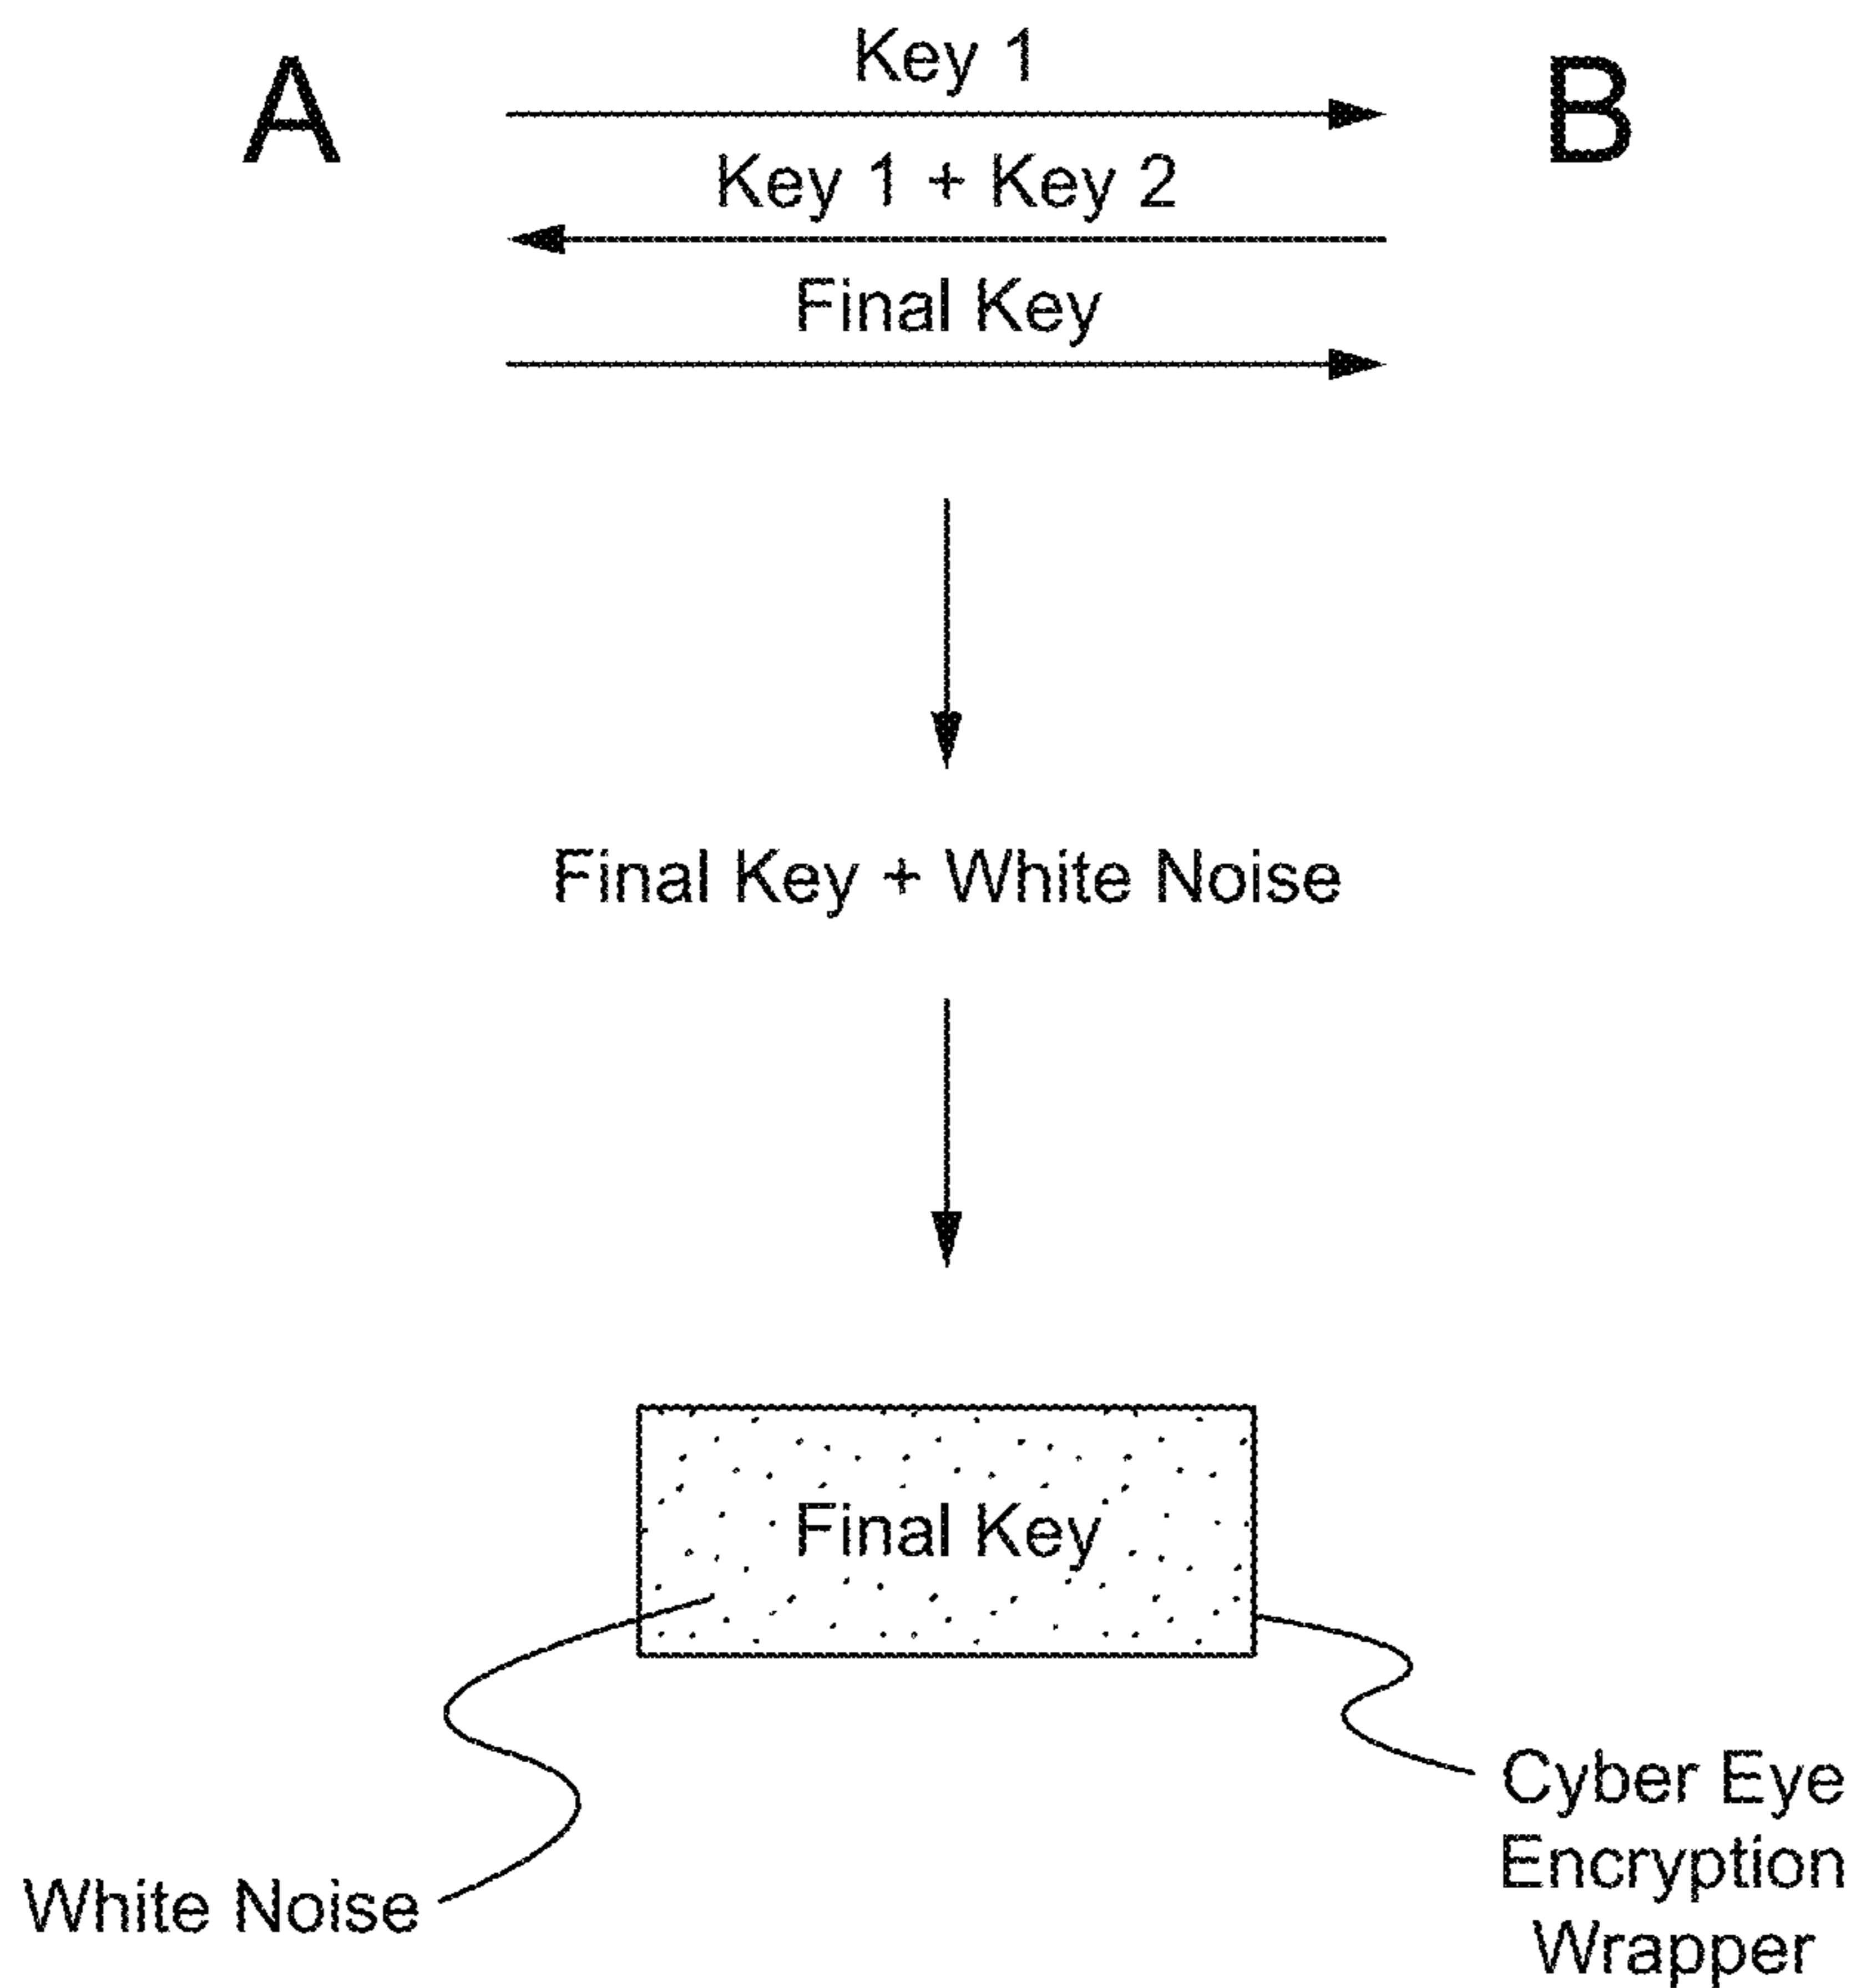 A
Key 1
B
Key 1 + Key 2
Final Key
Final Key + White Noise
Final Key
White Noise
Cyber Eye
Encryption
Wrapper